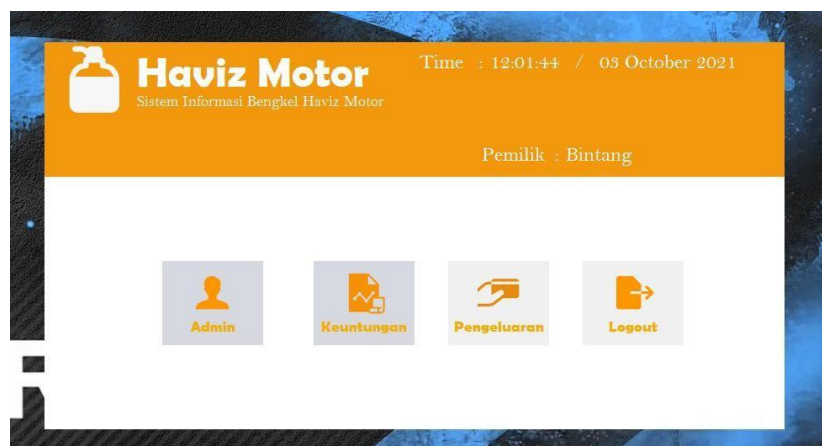 Haviz Motor
Sistem Informasi Bengkel Haviz Motor
Time : 12:01:44 / 03 October 2021
Pemilik : Bintang
Admin
Keuntungan
Pengeluaran
Logout